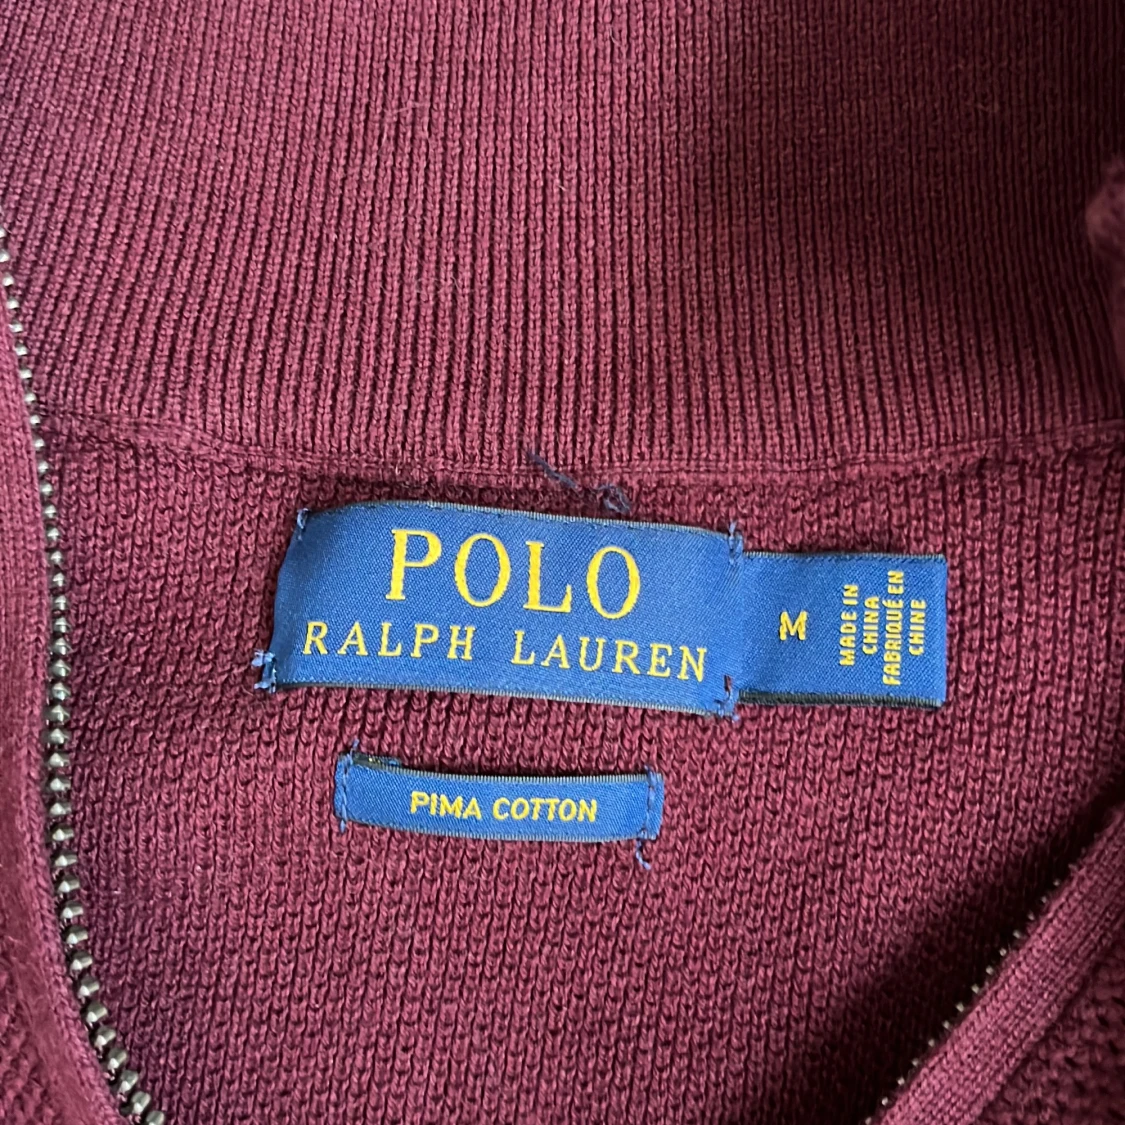 POLO
RALPH LAUREN
M
MADE IN
CHINA
FABRIQUÉ EN
CHINE
PIMA COTTON